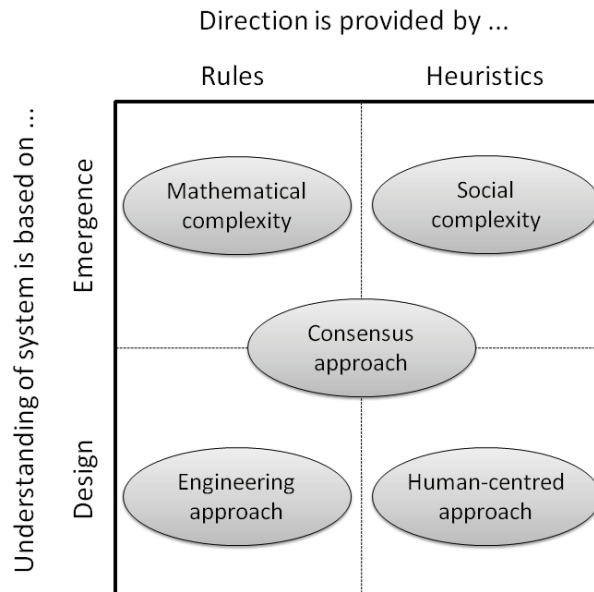 Direction is provided by ...
Rules
Heuristics
Understanding of system is based on ...
Emergence
Mathematical
complexity
Social
complexity
Consensus
approach
Design
Engineering
approach
Human-centred
approach